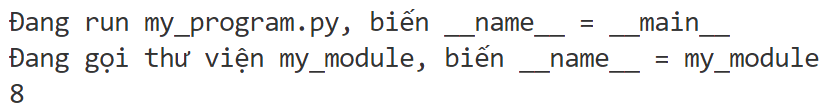 Đang run my_program.py, biến __name__ = __main__
Đang gọi thư viện my_module, biến __name__ = my_module
8